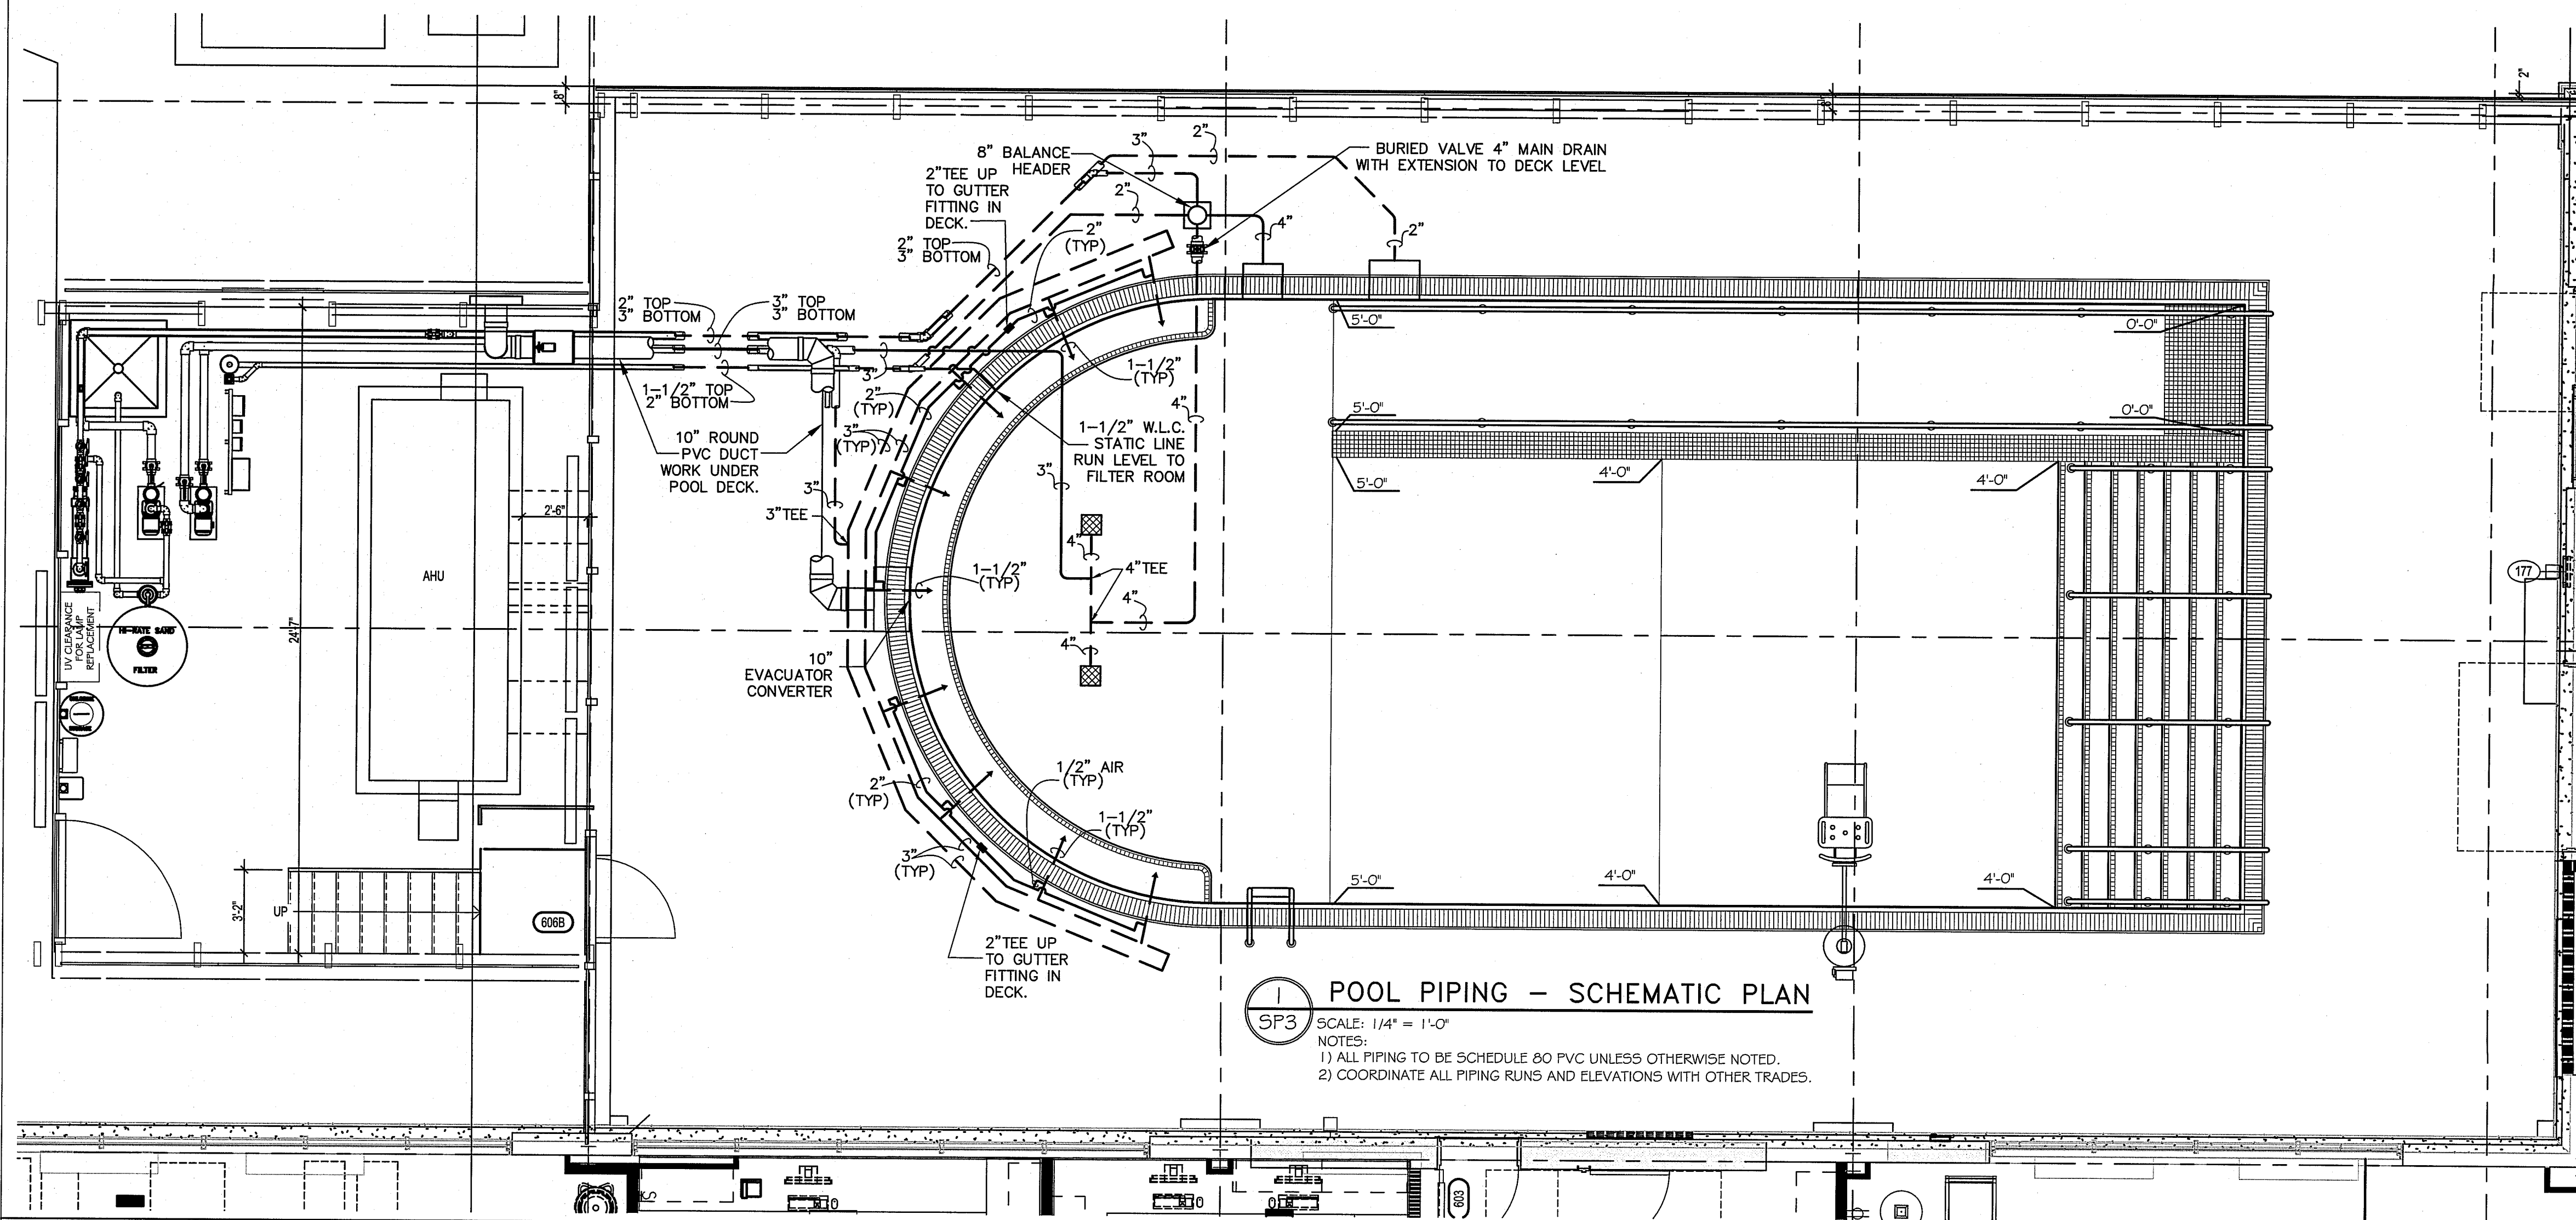 8"
8"
2"
8" BALANCE
HEADER
3"
2"
BURIED VALVE 4" MAIN DRAIN
WITH EXTENSION TO DECK LEVEL
2"TEE UP
TO GUTTER
FITTING IN
DECK.
2"
2"
(TYP)
4"
2"
2" TOP
3" BOTTOM
2" TOP
3" BOTTOM
3" TOP
3" BOTTOM
5'-0"
0'-0"
1-1/2"
(TYP)
3"
1-1/2" TOP
2" BOTTOM
2"
(TYP)
4"
5'-0"
0'-0"
10" ROUND
PVC DUCT
WORK UNDER
POOL DECK.
3"
(TYP)
1-1/2" W.L.C.
STATIC LINE
RUN LEVEL TO
FILTER ROOM
3"
5'-0"
4'-0"
4'-0"
3"
3"TEE
2'-6"
4"
AHU
1-1/2"
(TYP)
4"TEE
4"
4"
177
UV CLEARANCE
FOR LAMP
REPLACEMENT
HI-RATE SAND
FILTER
24'-7"
10"
EVACUATOR
CONVERTER
1/2" AIR
(TYP)
2"
(TYP)
1-1/2"
(TYP)
3"
(TYP)
5'-0"
4'-0"
4'-0"
3'-2"
UP
606B
2"TEE UP
TO GUTTER
FITTING IN
DECK.
1
SP3
POOL PIPING – SCHEMATIC PLAN
SCALE: 1/4" = 1'-0"
NOTES:
1) ALL PIPING TO BE SCHEDULE 80 PVC UNLESS OTHERWISE NOTED.
2) COORDINATE ALL PIPING RUNS AND ELEVATIONS WITH OTHER TRADES.
603